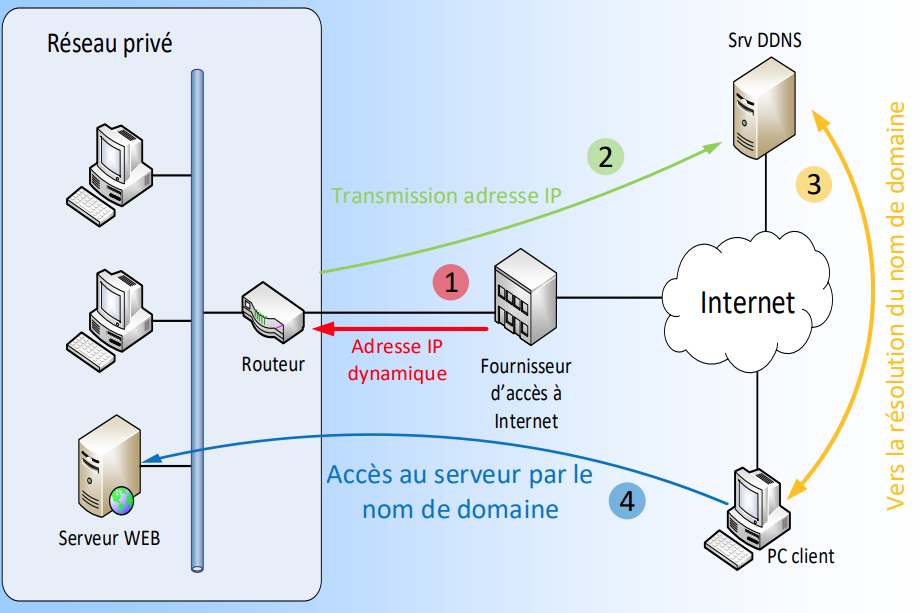 Réseau privé
Srv DDNS
2
Transmission adresse IP
3
Vers la résolution du nom de domaine
1
Internet
Routeur
Adresse IP
dynamique
Fournisseur
d'accès à
Internet
Accès au serveur par le
nom de domaine
4
Serveur WEB
PC client